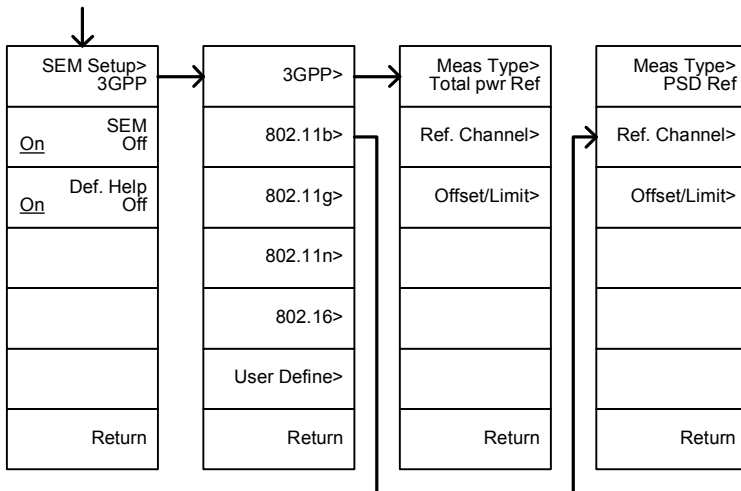 SEM Setup>
3GPP
SEM
On Off
Def. Help
On Off
Return
3GPP>
802.11b>
802.11g>
802.11n>
802.16>
User Define>
Return
Meas Type>
Total pwr Ref
Ref. Channel>
Offset/Limit>
Return
Meas Type>
PSD Ref
Ref. Channel>
Offset/Limit>
Return